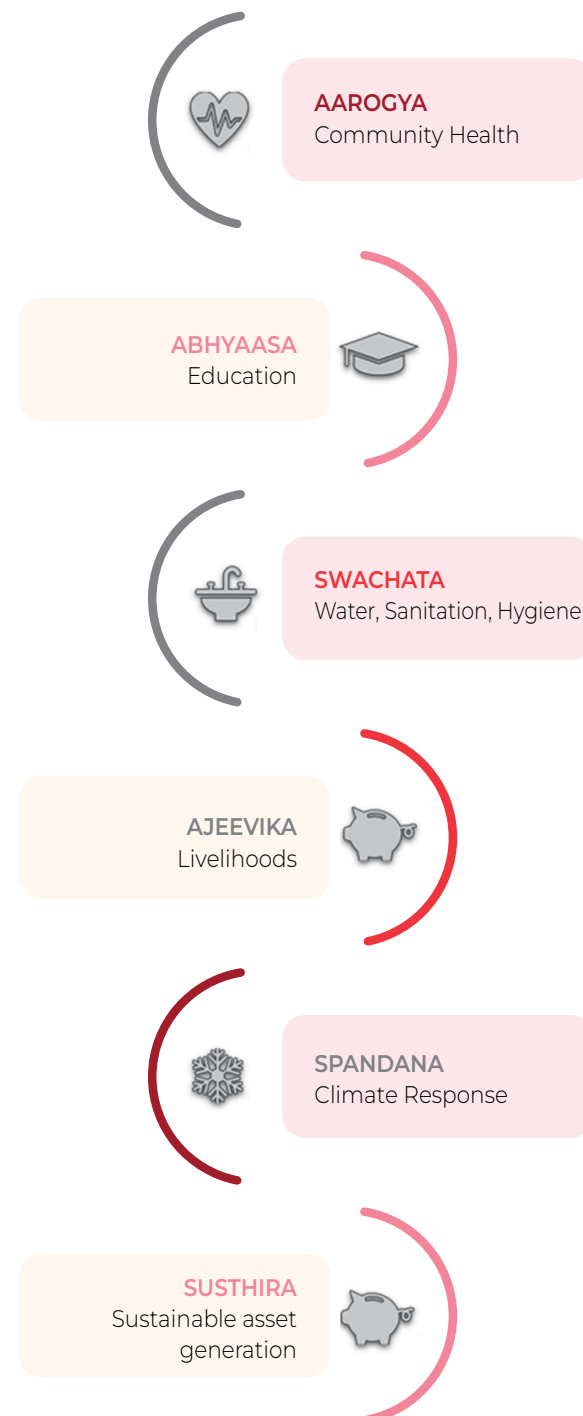 AAROGYA
Community Health
ABHYAASA
Education
SWACHATA
Water, Sanitation, Hygiene
AJEEVIKA
Livelihoods
SPANDANA
Climate Response
SUSTHIRA
Sustainable asset
generation